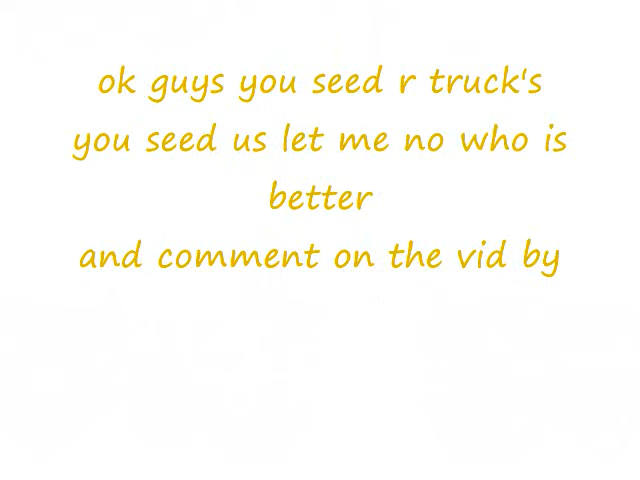 ok guys you seed r truck's
you seed us let me no who is
better
and comment on the vid by